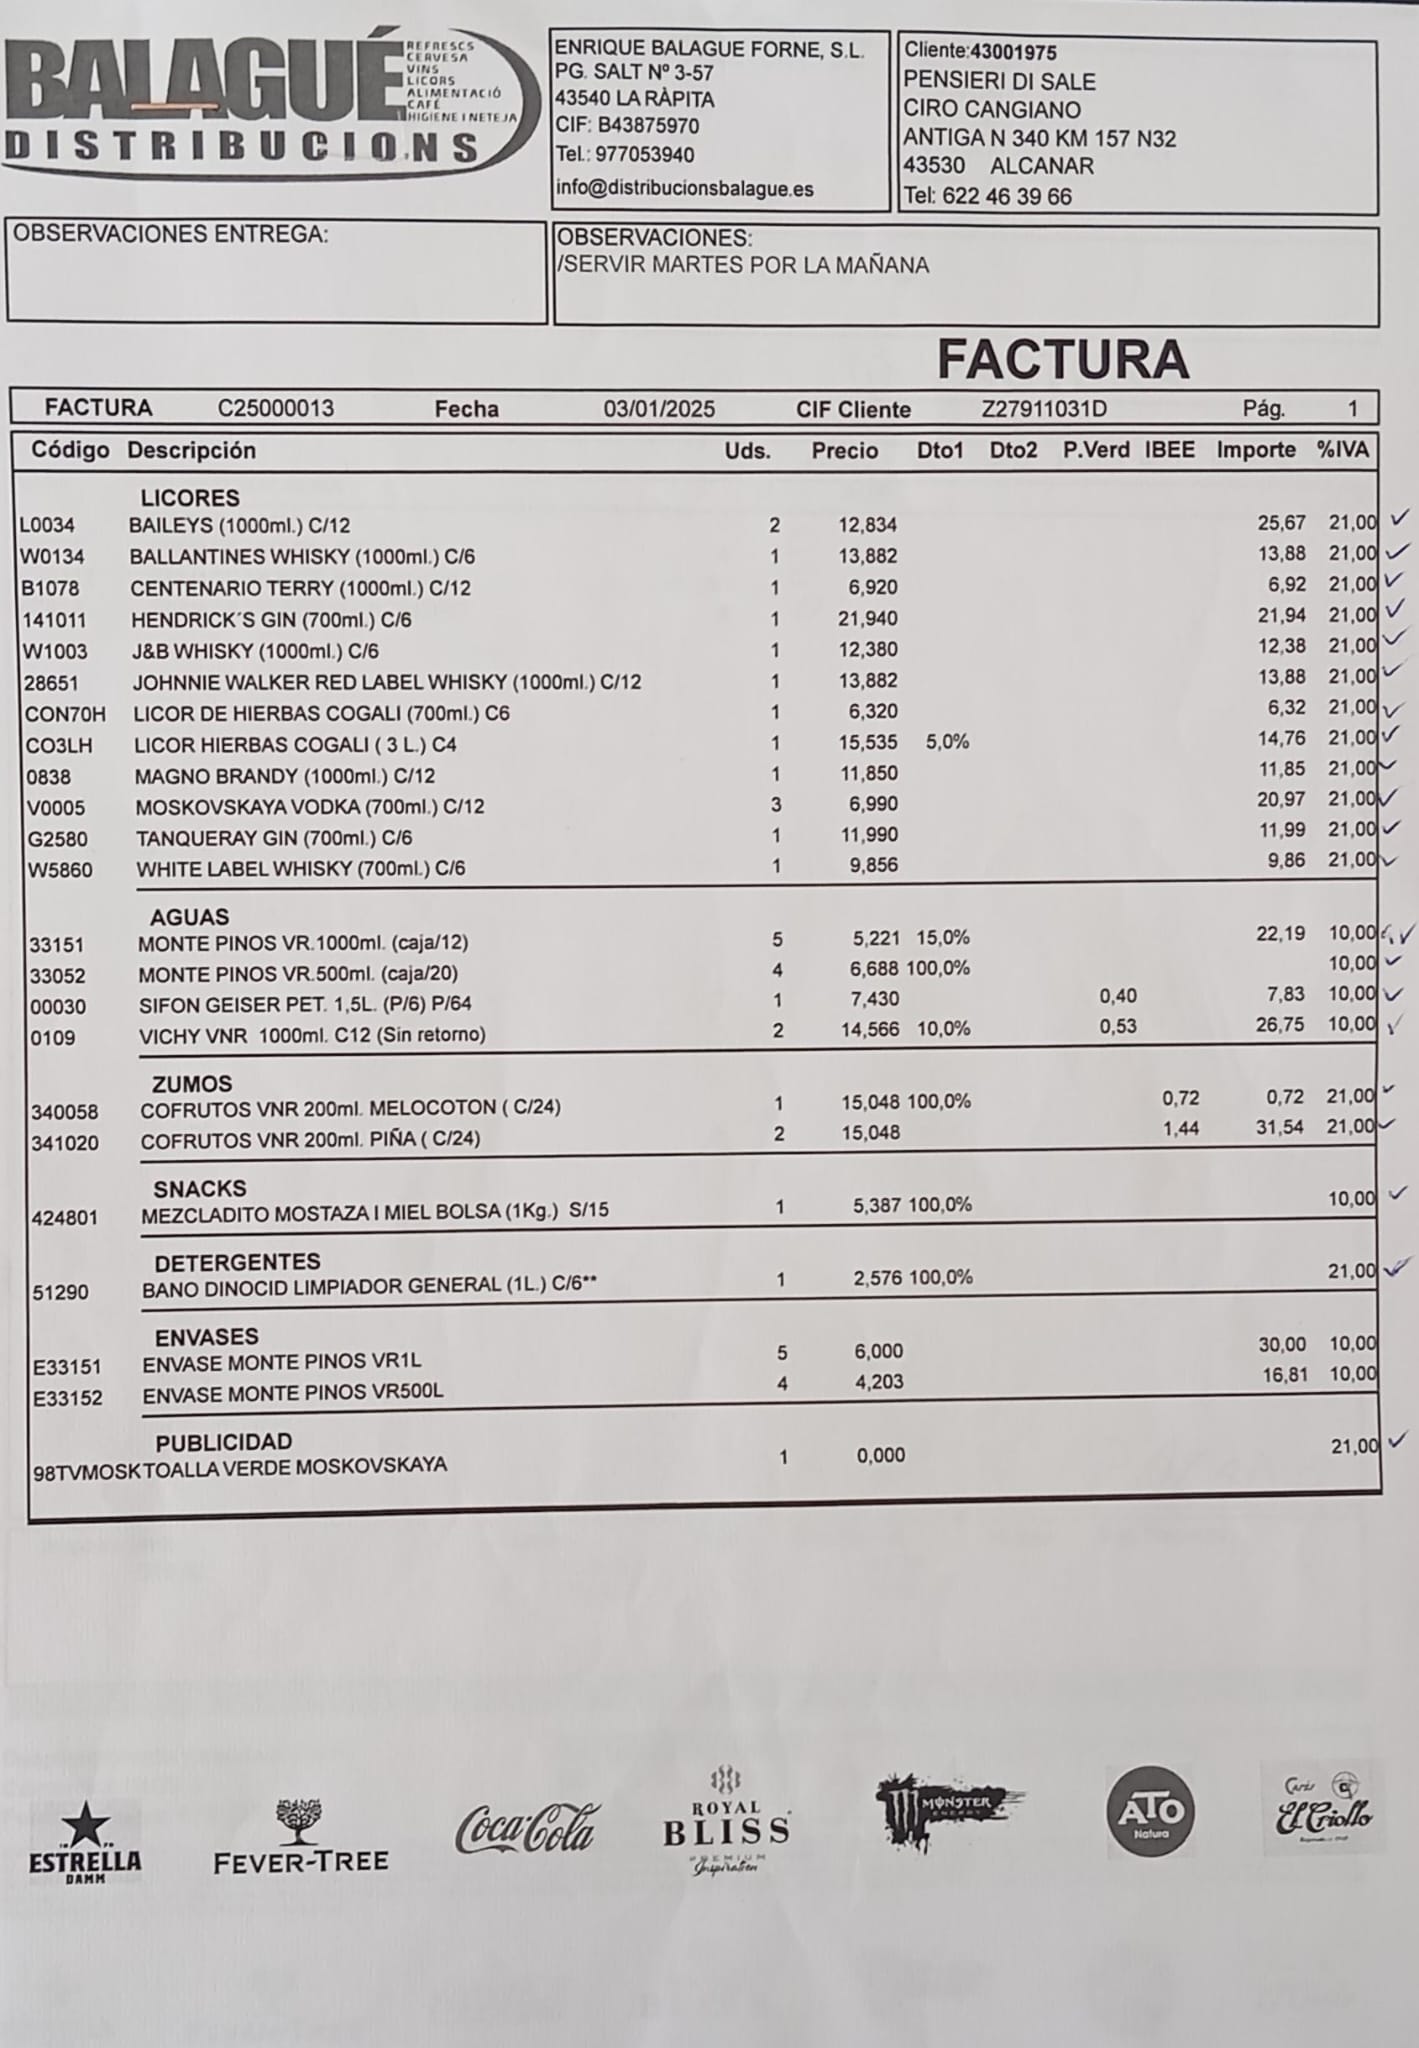 BALAGUÉ
REFRESCS
CERVESA
VINS
LICORS
ALIMENTACIÓ
CAFÉ
HIGIENE I NETEJA
DISTRIBUCIONS
ENRIQUE BALAGUE FORNE, S.L.
PG. SALT Nº 3-57
43540 LA RÀPITA
CIF: B43875970
Tel.: 977053940
info@distribucionsbalague.es
Cliente:43001975
PENSIERI DI SALE
CIRO CANGIANO
ANTIGA N 340 KM 157 N32
43530 ALCANAR
Tel: 622 46 39 66
OBSERVACIONES ENTREGA:
OBSERVACIONES:
/SERVIR MARTES POR LA MAÑANA
FACTURA
FACTURA C25000013 Fecha 03/01/2025 CIF Cliente Z27911031D Pág. 1
Código Descripción Uds. Precio Dto1 Dto2 P.Verd IBEE Importe %IVA
LICORES
L0034 BAILEYS (1000ml.) C/12 2 12,834 25,67 21,00
W0134 BALLANTINES WHISKY (1000ml.) C/6 1 13,882 13,88 21,00
B1078 CENTENARIO TERRY (1000ml.) C/12 1 6,920 6,92 21,00
141011 HENDRICK´S GIN (700ml.) C/6 1 21,940 21,94 21,00
W1003 J&B WHISKY (1000ml.) C/6 1 12,380 12,38 21,00
28651 JOHNNIE WALKER RED LABEL WHISKY (1000ml.) C/12 1 13,882 13,88 21,00
CON70H LICOR DE HIERBAS COGALI (700ml.) C6 1 6,320 6,32 21,00
CO3LH LICOR HIERBAS COGALI ( 3 L.) C4 1 15,535 5,0% 14,76 21,00
0838 MAGNO BRANDY (1000ml.) C/12 1 11,850 11,85 21,00
V0005 MOSKOVSKAYA VODKA (700ml.) C/12 3 6,990 20,97 21,00
G2580 TANQUERAY GIN (700ml.) C/6 1 11,990 11,99 21,00
W5860 WHITE LABEL WHISKY (700ml.) C/6 1 9,856 9,86 21,00
AGUAS
33151 MONTE PINOS VR.1000ml. (caja/12) 5 5,221 15,0% 22,19 10,00
33052 MONTE PINOS VR.500ml. (caja/20) 4 6,688 100,0% 10,00
00030 SIFON GEISER PET. 1,5L. (P/6) P/64 1 7,430 0,40 7,83 10,00
0109 VICHY VNR 1000ml. C12 (Sin retorno) 2 14,566 10,0% 0,53 26,75 10,00
ZUMOS
340058 COFRUTOS VNR 200ml. MELOCOTON ( C/24) 1 15,048 100,0% 0,72 0,72 21,00
341020 COFRUTOS VNR 200ml. PIÑA ( C/24) 2 15,048 1,44 31,54 21,00
SNACKS
424801 MEZCLADITO MOSTAZA I MIEL BOLSA (1Kg.) S/15 1 5,387 100,0% 10,00
DETERGENTES
51290 BANO DINOCID LIMPIADOR GENERAL (1L.) C/6** 1 2,576 100,0% 21,00
ENVASES
E33151 ENVASE MONTE PINOS VR1L 5 6,000 30,00 10,00
E33152 ENVASE MONTE PINOS VR500L 4 4,203 16,81 10,00
PUBLICIDAD
98TVMOSKTOALLA VERDE MOSKOVSKAYA 1 0,000 21,00
ESTRELLA
DAMM
FEVER-TREE
Coca-Cola
ROYAL
BLISS
PREMIUM
Inspiration
MONSTER
ENERGY
ATO
Natura
Cafés
El Criollo